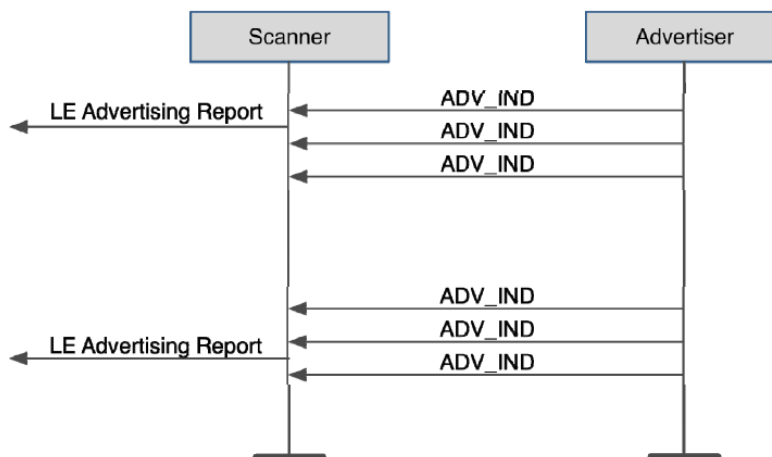 Scanner
Advertiser
ADV_IND
LE Advertising Report
ADV_IND
ADV_IND
ADV_IND
ADV_IND
LE Advertising Report
ADV_IND